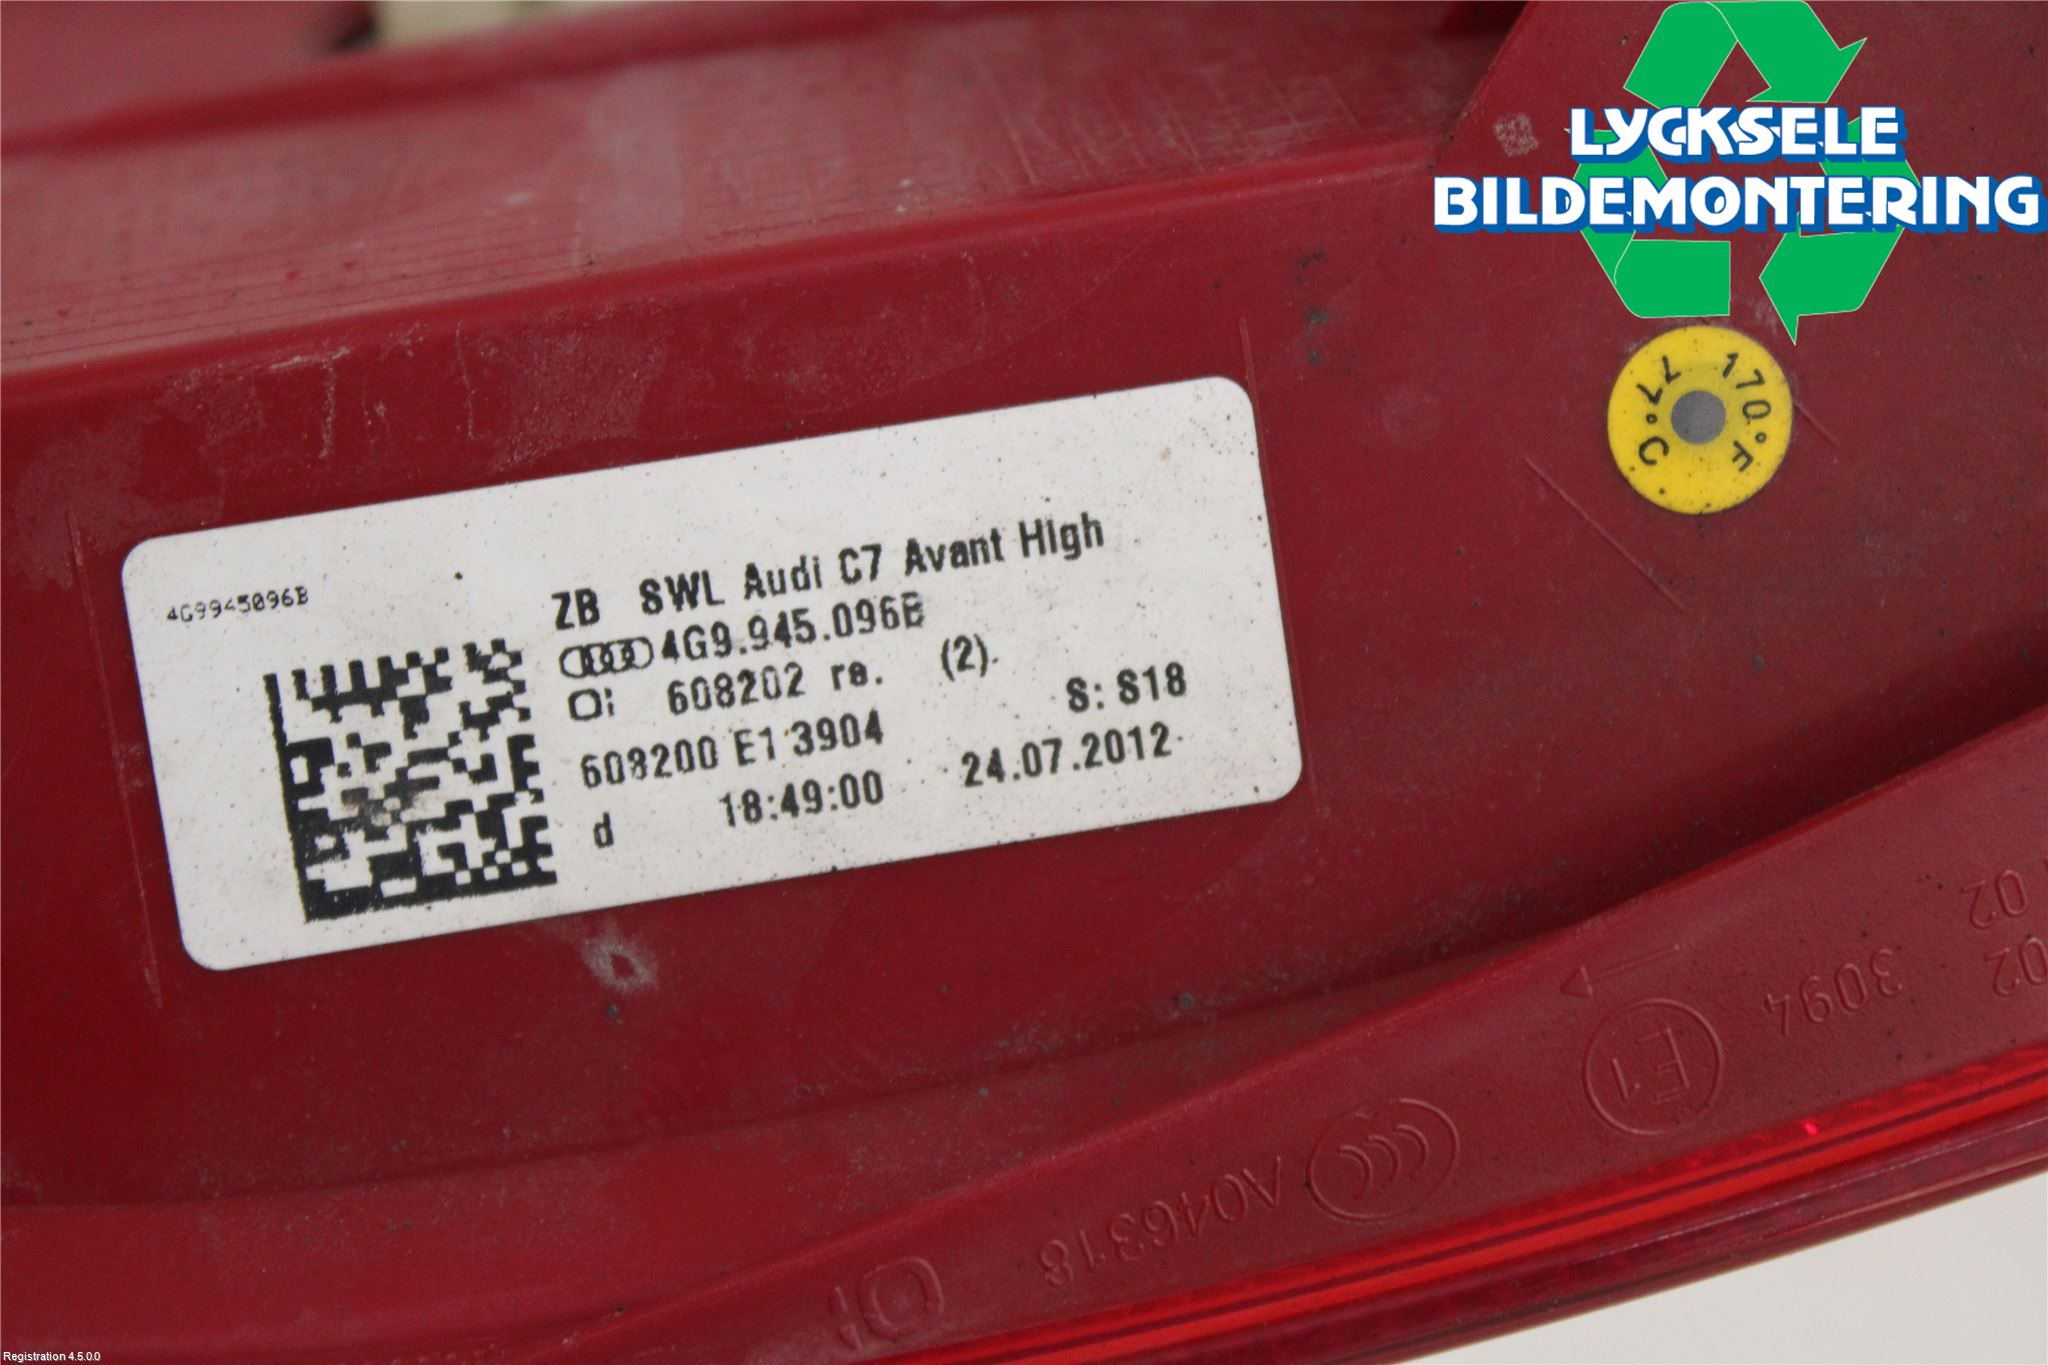 LYCKSELE
BILDEMONTERING
77°C 170°F
4G9945096B
ZB SWL Audi C7 Avant High
4G9.945.096B
608202 re. (2).
608200 E1 3904 S: S18
d 18:49:00 24.07.2012
02
02
3094
E1
A046318
Registration 4.5.0.0